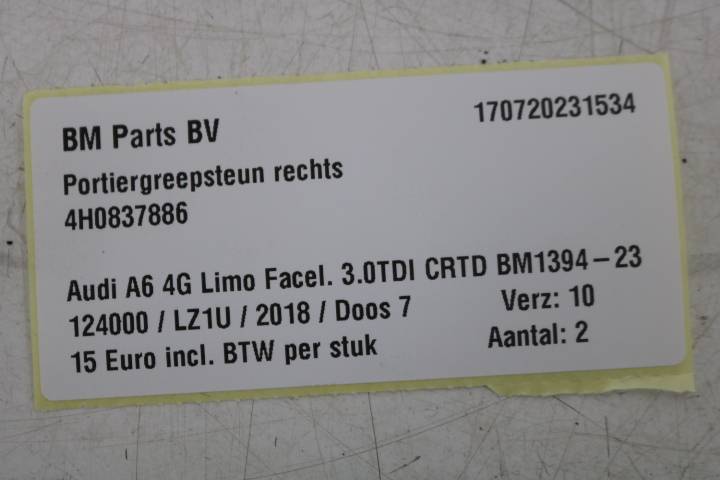 BM Parts BV 170720231534
Portiergreepsteun rechts
4H0837886
Audi A6 4G Limo Facel. 3.0TDI CRTD BM1394-23
124000 / LZ1U / 2018 / Doos 7 Verz: 10
15 Euro incl. BTW per stuk Aantal: 2